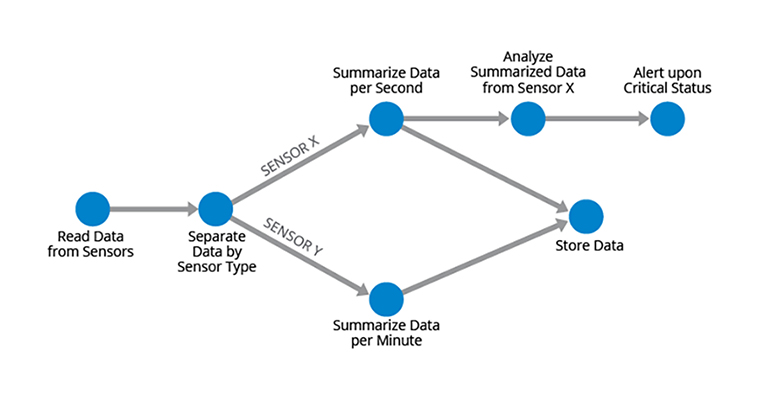 Read Data
from Sensors
Separate
Data by
Sensor Type
SENSOR X
SENSOR Y
Summarize Data
per Second
Analyze
Summarized Data
from Sensor X
Alert upon
Critical Status
Summarize Data
per Minute
Store Data